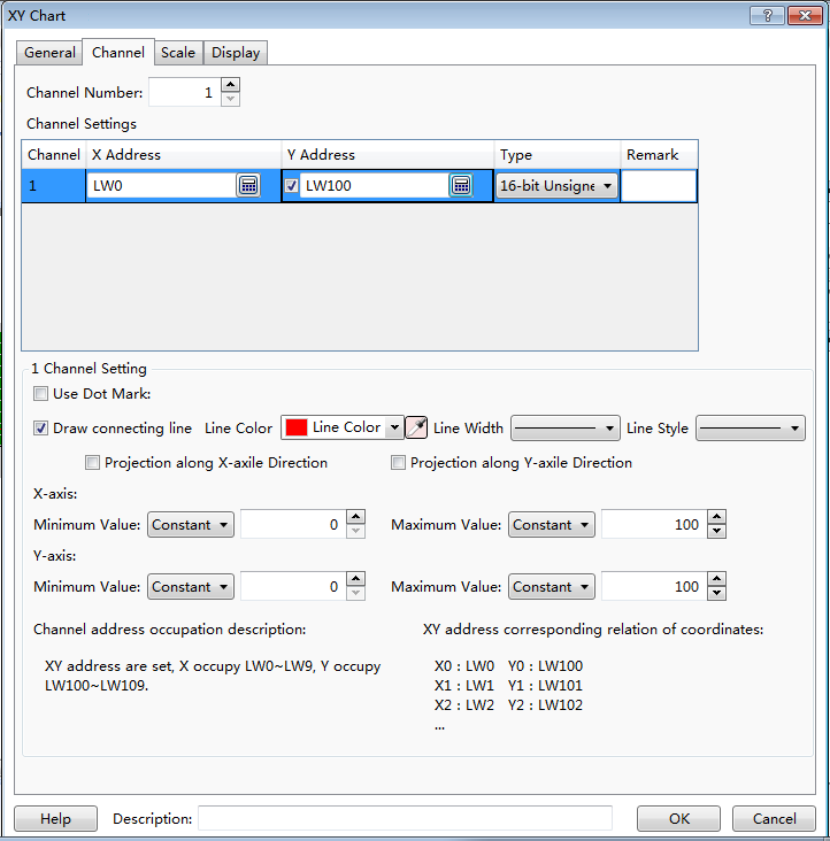 XY Chart
General Channel Scale Display
Channel Number: 1
Channel Settings
Channel X Address Y Address Type Remark
1 LW0 LW100 16-bit Unsigne
1 Channel Setting
Use Dot Mark:
Draw connecting line Line Color Line Color Line Width Line Style
Projection along X-axile Direction Projection along Y-axile Direction
X-axis:
Minimum Value: Constant 0 Maximum Value: Constant 100
Y-axis:
Minimum Value: Constant 0 Maximum Value: Constant 100
Channel address occupation description: XY address corresponding relation of coordinates:
XY address are set, X occupy LW0~LW9, Y occupy
LW100~LW109.
X0 : LW0 Y0 : LW100
X1 : LW1 Y1 : LW101
X2 : LW2 Y2 : LW102
...
Help Description: OK Cancel